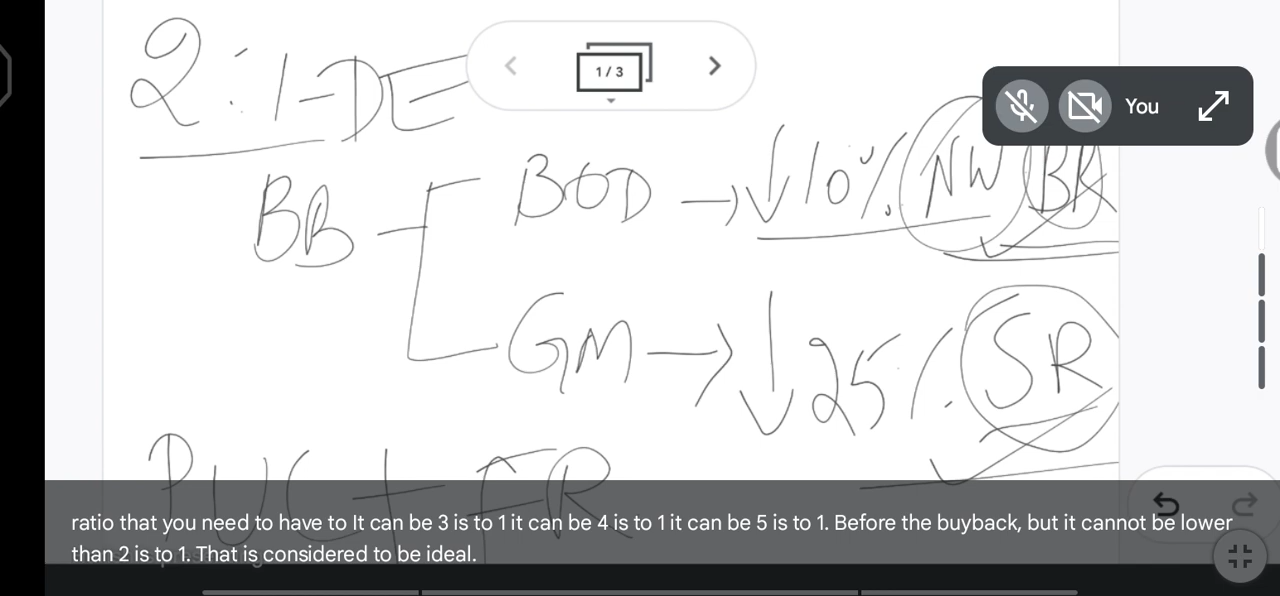 2:1-DE
1/3
You
BB
BOD → ↓10% NW BR
GM → ↓25% SR
PUC + FR
ratio that you need to have to It can be 3 is to 1 it can be 4 is to 1 it can be 5 is to 1. Before the buyback, but it cannot be lower
than 2 is to 1. That is considered to be ideal.